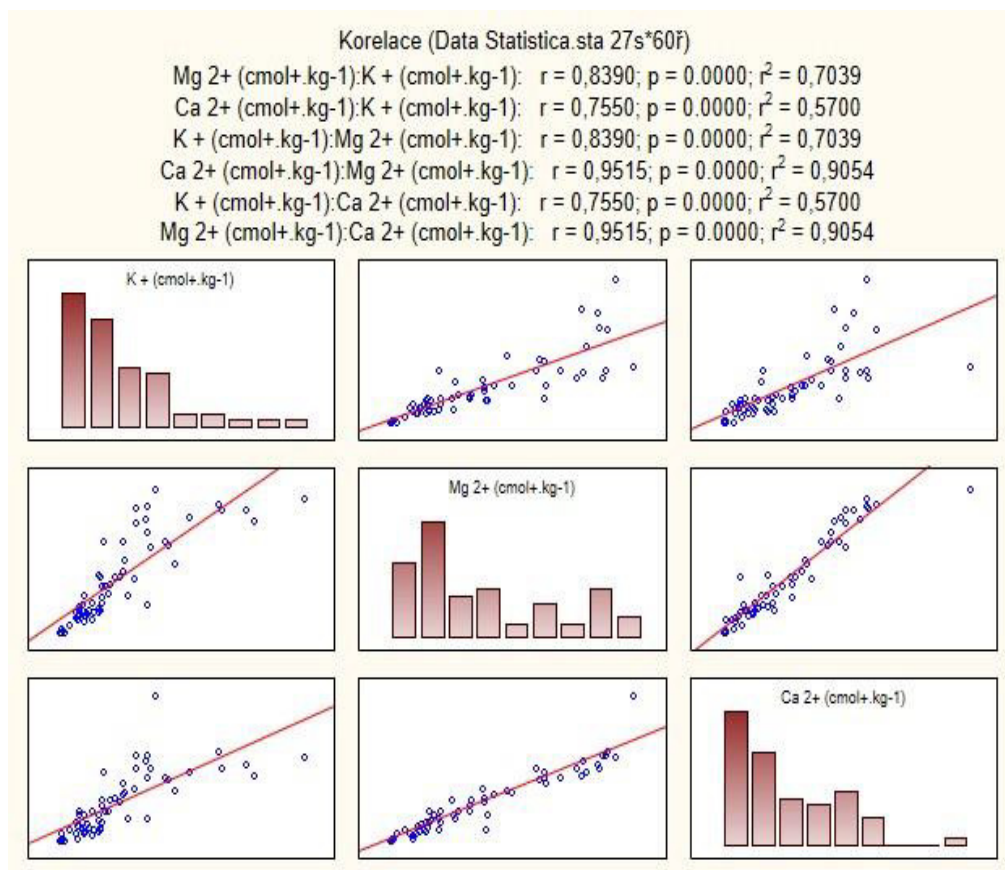 Korelace (Data Statistica.sta 27s*60ř)
Mg 2+ (cmol+.kg-1):K + (cmol+.kg-1): r = 0,8390; p = 0.0000; r² = 0,7039
Ca 2+ (cmol+.kg-1):K + (cmol+.kg-1): r = 0,7550; p = 0.0000; r² = 0,5700
K + (cmol+.kg-1):Mg 2+ (cmol+.kg-1): r = 0,8390; p = 0.0000; r² = 0,7039
Ca 2+ (cmol+.kg-1):Mg 2+ (cmol+.kg-1): r = 0,9515; p = 0.0000; r² = 0,9054
K + (cmol+.kg-1):Ca 2+ (cmol+.kg-1): r = 0,7550; p = 0.0000; r² = 0,5700
Mg 2+ (cmol+.kg-1):Ca 2+ (cmol+.kg-1): r = 0,9515; p = 0.0000; r² = 0,9054
K + (cmol+.kg-1)
Mg 2+ (cmol+.kg-1)
Ca 2+ (cmol+.kg-1)